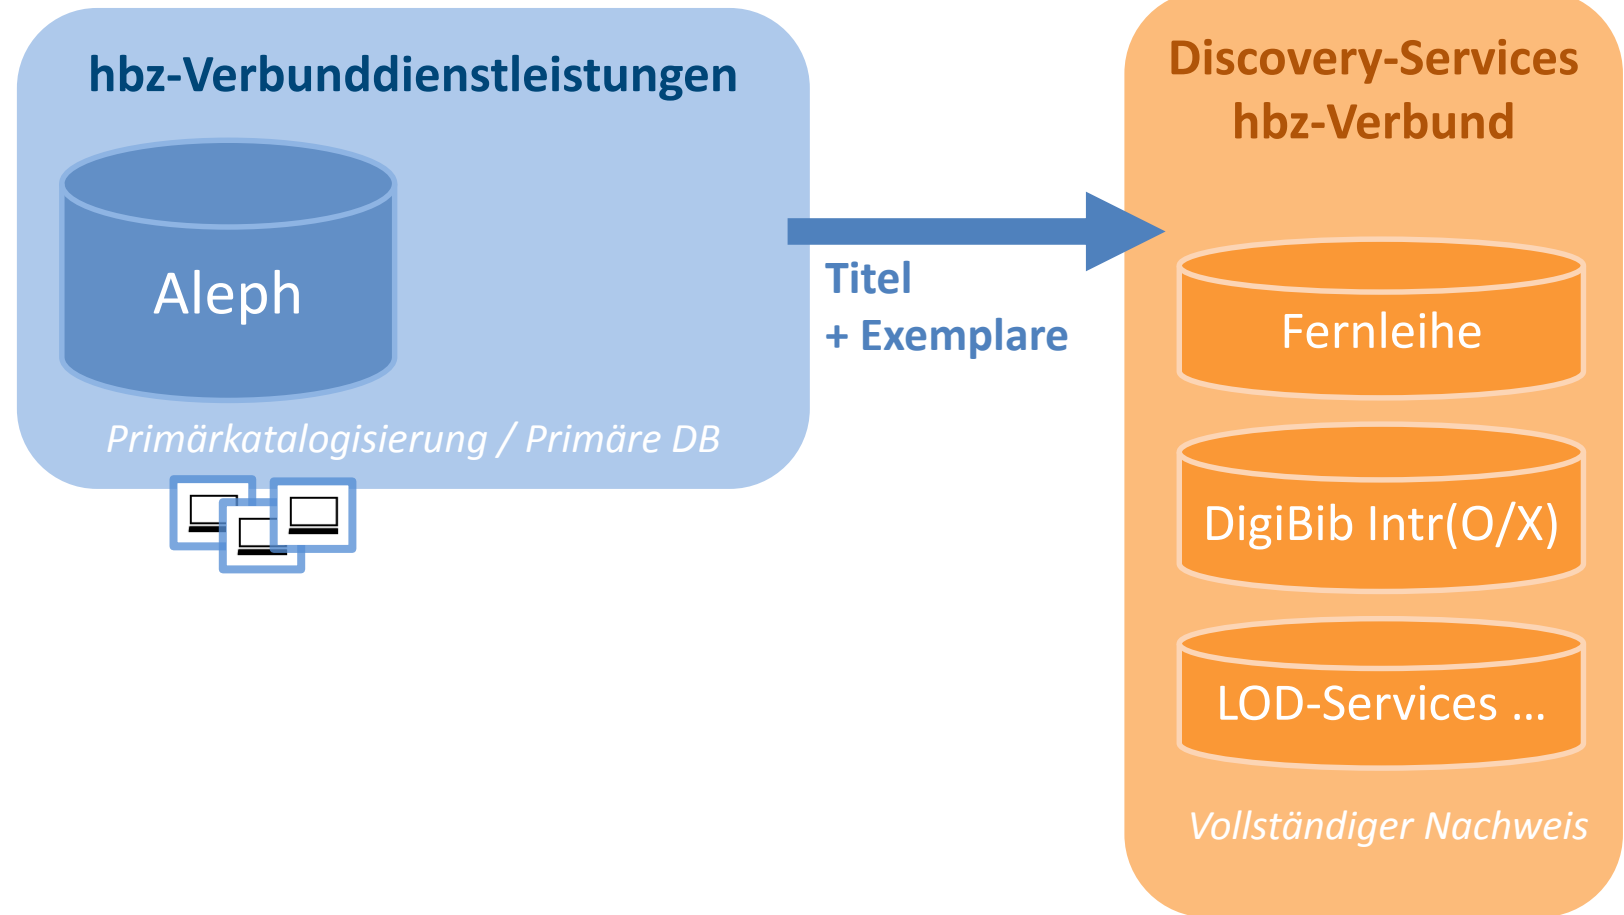 hbz-Verbunddienstleistungen
Aleph
Primärkatalogisierung / Primäre DB
Titel
+ Exemplare
Discovery-Services
hbz-Verbund
Fernleihe
DigiBib Intr(O/X)
LOD-Services ...
Vollständiger Nachweis